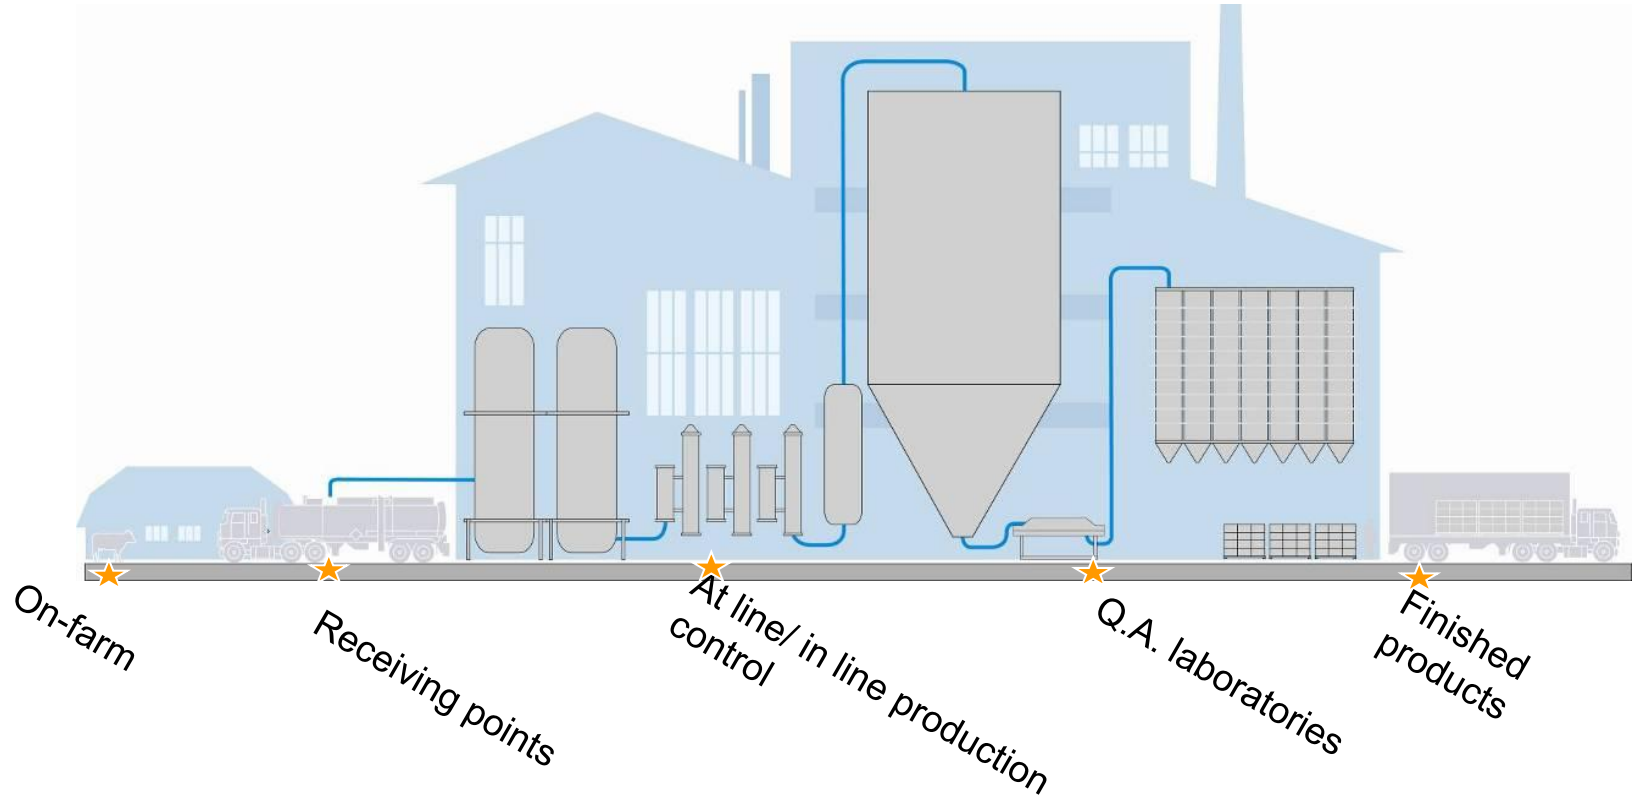 On-farm
Receiving points
At line/ in line production
control
Q.A. laboratories
Finished
products